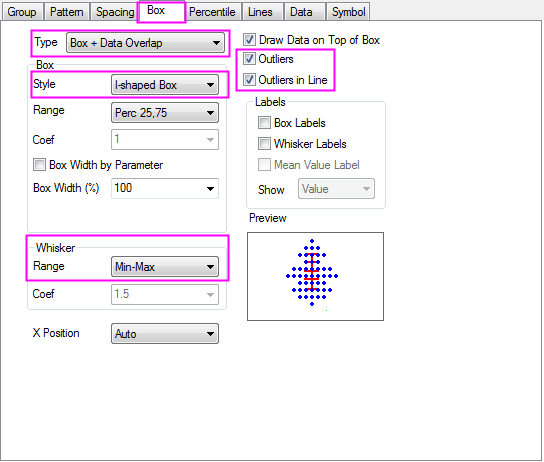 Group Pattern Spacing Box Percentile Lines Data Symbol
Type Box + Data Overlap
Box
Style I-shaped Box
Range Perc 25,75
Coef 1
Box Width by Parameter
Box Width (%) 100
Whisker
Range Min-Max
Coef 1.5
X Position Auto
Draw Data on Top of Box
Outliers
Outliers in Line
Labels
Box Labels
Whisker Labels
Mean Value Label
Show Value
Preview